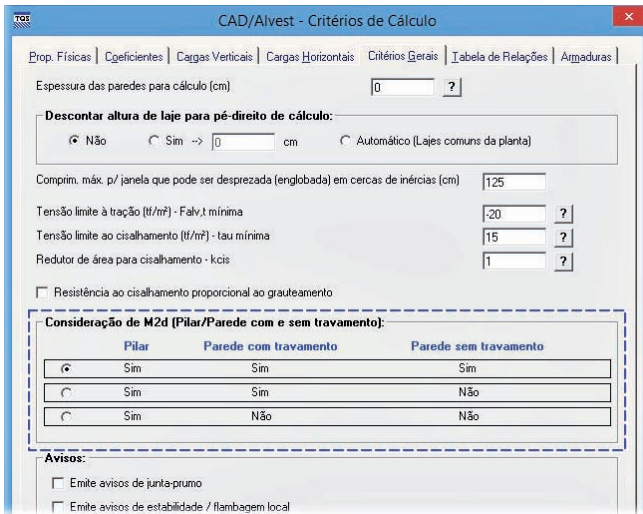 TQS
CAD/Alvest - Critérios de Cálculo
Prop. Físicas Coeficientes Cargas Verticais Cargas Horizontais Critérios Gerais Tabela de Relações Armaduras
Espessura das paredes para cálculo (cm) 0 ?
Descontar altura de laje para pé-direito de cálculo:
Não Sim --> 0 cm Automático (Lajes comuns da planta)
Comprim. máx. p/ janela que pode ser desprezada (englobada) em cercas de inércias (cm) 125
Tensão limite à tração (tf/m²) - Falv,t mínima -20 ?
Tensão limite ao cisalhamento (tf/m²) - tau mínima 15 ?
Redutor de área para cisalhamento - kcis 1 ?
Resistência ao cisalhamento proporcional ao grauteamento
Consideração de M2d (Pilar/Parede com e sem travamento):
Pilar Parede com travamento Parede sem travamento
Sim Sim Sim
Sim Sim Não
Sim Não Não
Avisos:
Emite avisos de junta-prumo
Emite avisos de estabilidade / flambagem local